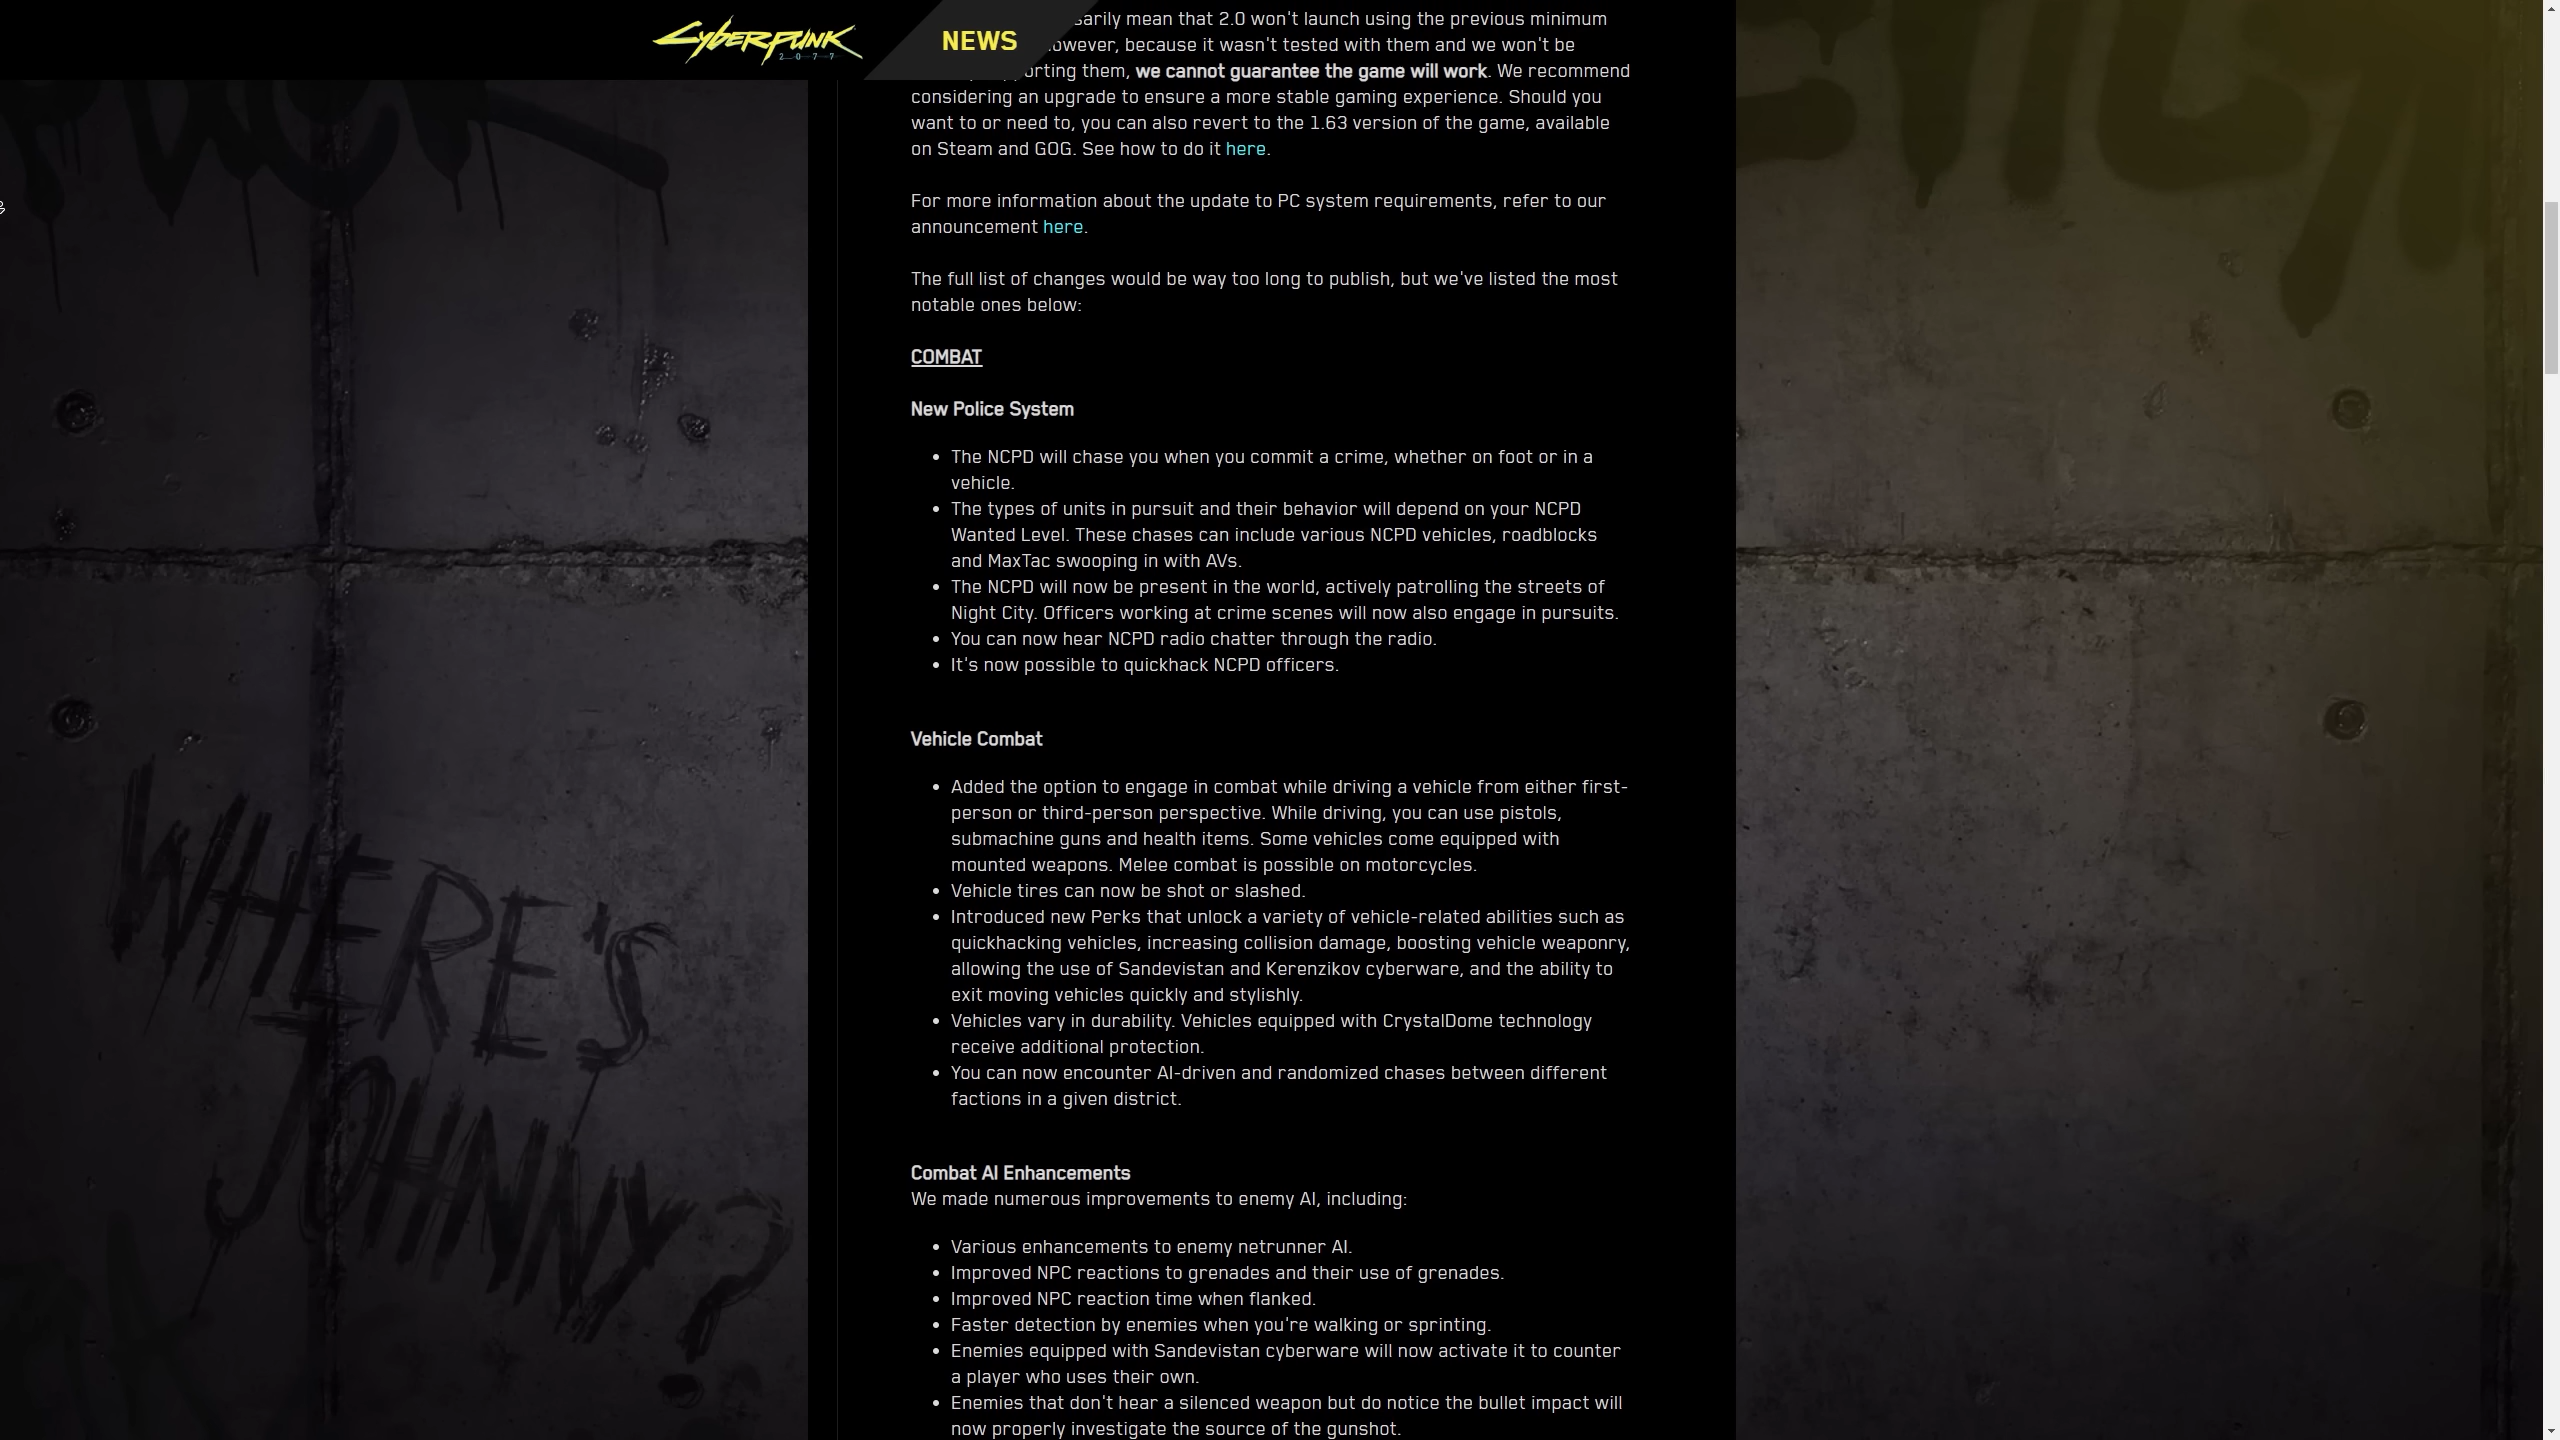 CYBERPUNK
2077
NEWS
sarily mean that 2.0 won't launch using the previous minimum
owever, because it wasn't tested with them and we won't be
orting them, we cannot guarantee the game will work. We recommend
considering an upgrade to ensure a more stable gaming experience. Should you
want to or need to, you can also revert to the 1.63 version of the game, available
on Steam and GOG. See how to do it here.
For more information about the update to PC system requirements, refer to our
announcement here.
The full list of changes would be way too long to publish, but we've listed the most
notable ones below:
COMBAT
New Police System
• The NCPD will chase you when you commit a crime, whether on foot or in a
vehicle.
• The types of units in pursuit and their behavior will depend on your NCPD
Wanted Level. These chases can include various NCPD vehicles, roadblocks
and MaxTac swooping in with AVs.
• The NCPD will now be present in the world, actively patrolling the streets of
Night City. Officers working at crime scenes will now also engage in pursuits.
• You can now hear NCPD radio chatter through the radio.
• It's now possible to quickhack NCPD officers.
Vehicle Combat
• Added the option to engage in combat while driving a vehicle from either first-
person or third-person perspective. While driving, you can use pistols,
submachine guns and health items. Some vehicles come equipped with
mounted weapons. Melee combat is possible on motorcycles.
• Vehicle tires can now be shot or slashed.
• Introduced new Perks that unlock a variety of vehicle-related abilities such as
quickhacking vehicles, increasing collision damage, boosting vehicle weaponry,
allowing the use of Sandevistan and Kerenzikov cyberware, and the ability to
exit moving vehicles quickly and stylishly.
• Vehicles vary in durability. Vehicles equipped with CrystalDome technology
receive additional protection.
• You can now encounter AI-driven and randomized chases between different
factions in a given district.
Combat AI Enhancements
We made numerous improvements to enemy AI, including:
• Various enhancements to enemy netrunner AI.
• Improved NPC reactions to grenades and their use of grenades.
• Improved NPC reaction time when flanked.
• Faster detection by enemies when you're walking or sprinting.
• Enemies equipped with Sandevistan cyberware will now activate it to counter
a player who uses their own.
• Enemies that don't hear a silenced weapon but do notice the bullet impact will
now properly investigate the source of the gunshot.
WHERE'S
JOHNNY?